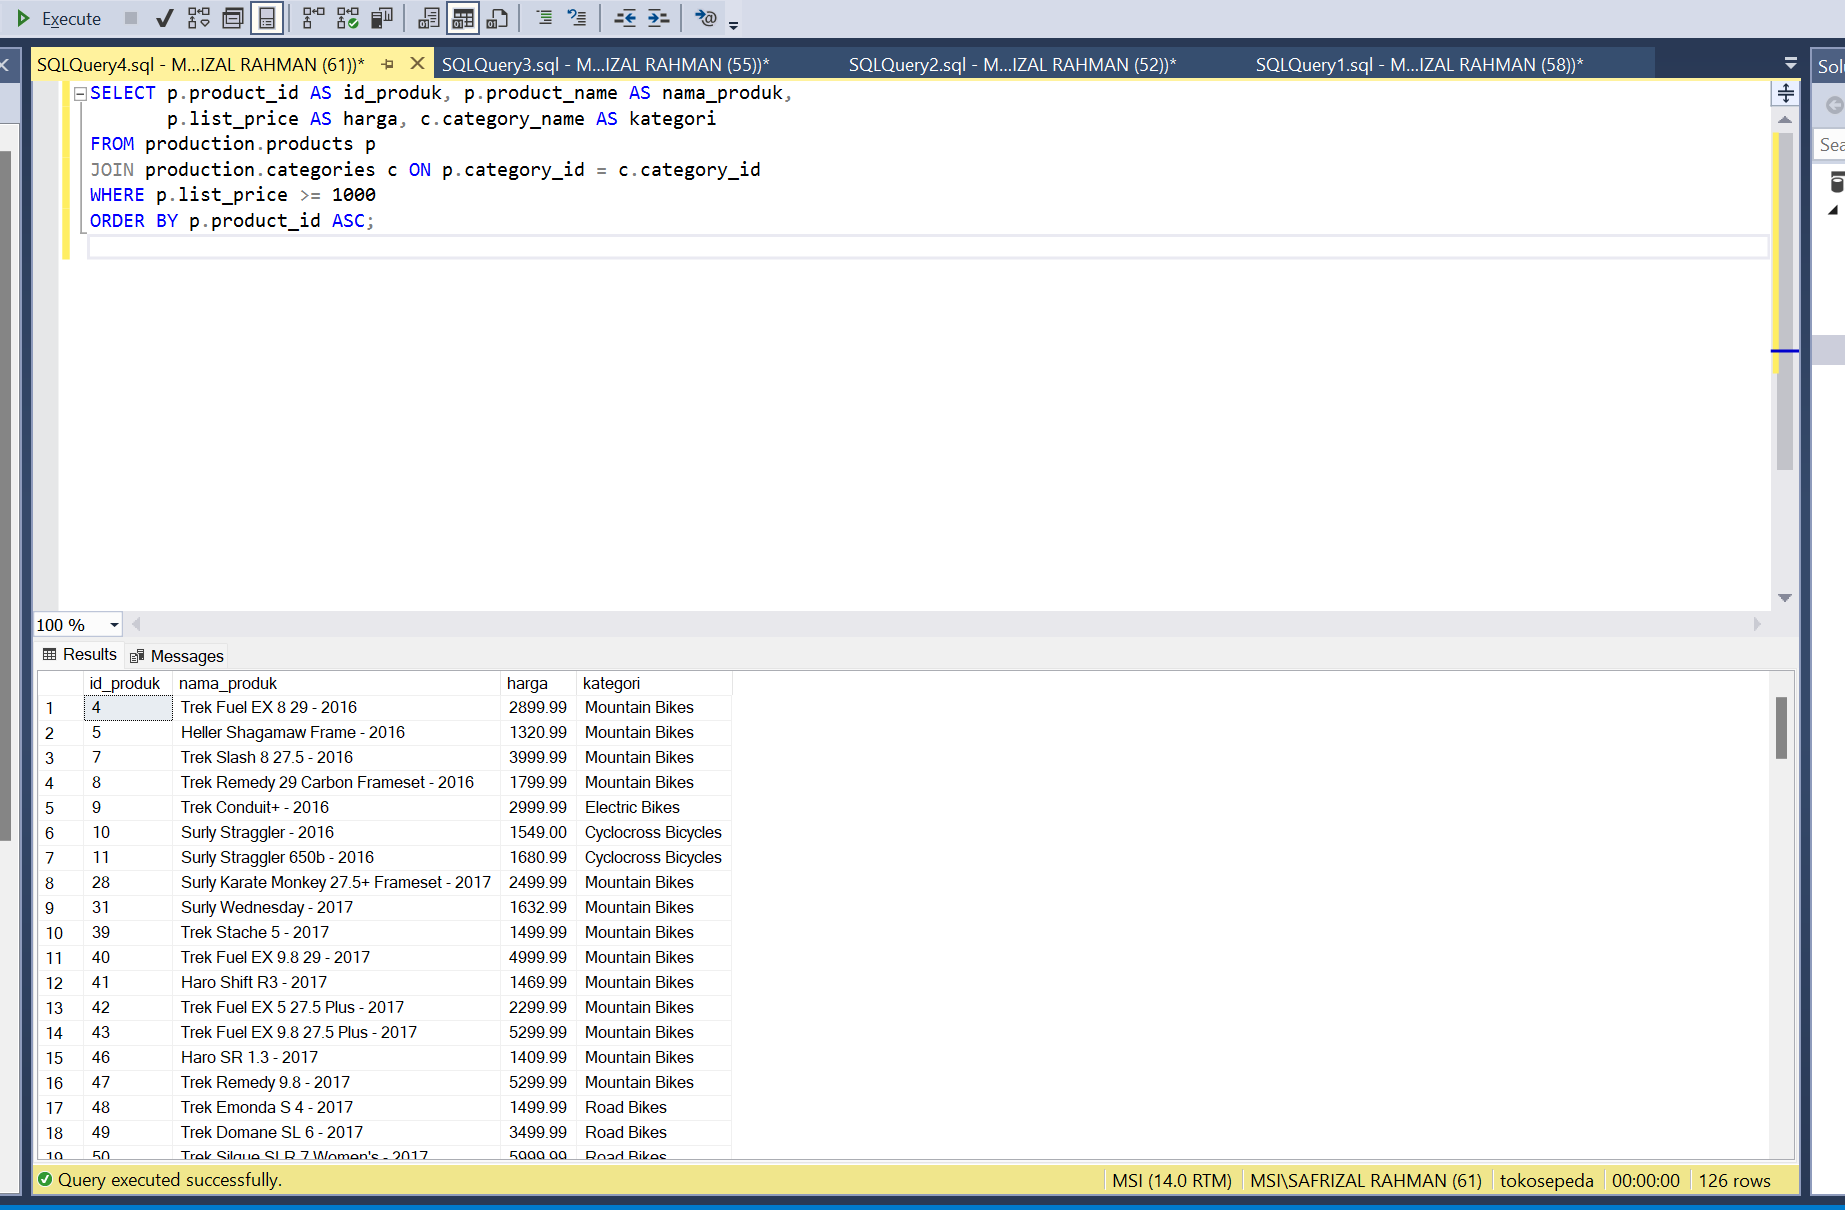 Execute
SQLQuery4.sql - M...IZAL RAHMAN (61))* SQLQuery3.sql - M...IZAL RAHMAN (55))* SQLQuery2.sql - M...IZAL RAHMAN (52))* SQLQuery1.sql - M...IZAL RAHMAN (58))*
SELECT p.product_id AS id_produk, p.product_name AS nama_produk,
p.list_price AS harga, c.category_name AS kategori
FROM production.products p
JOIN production.categories c ON p.category_id = c.category_id
WHERE p.list_price >= 1000
ORDER BY p.product_id ASC;
100 %
Results Messages
id_produk nama_produk harga kategori
1 4 Trek Fuel EX 8 29 - 2016 2899.99 Mountain Bikes
2 5 Heller Shagamaw Frame - 2016 1320.99 Mountain Bikes
3 7 Trek Slash 8 27.5 - 2016 3999.99 Mountain Bikes
4 8 Trek Remedy 29 Carbon Frameset - 2016 1799.99 Mountain Bikes
5 9 Trek Conduit+ - 2016 2999.99 Electric Bikes
6 10 Surly Straggler - 2016 1549.00 Cyclocross Bicycles
7 11 Surly Straggler 650b - 2016 1680.99 Cyclocross Bicycles
8 28 Surly Karate Monkey 27.5+ Frameset - 2017 2499.99 Mountain Bikes
9 31 Surly Wednesday - 2017 1632.99 Mountain Bikes
10 39 Trek Stache 5 - 2017 1499.99 Mountain Bikes
11 40 Trek Fuel EX 9.8 29 - 2017 4999.99 Mountain Bikes
12 41 Haro Shift R3 - 2017 1469.99 Mountain Bikes
13 42 Trek Fuel EX 5 27.5 Plus - 2017 2299.99 Mountain Bikes
14 43 Trek Fuel EX 9.8 27.5 Plus - 2017 5299.99 Mountain Bikes
15 46 Haro SR 1.3 - 2017 1409.99 Mountain Bikes
16 47 Trek Remedy 9.8 - 2017 5299.99 Mountain Bikes
17 48 Trek Emonda S 4 - 2017 1499.99 Road Bikes
18 49 Trek Domane SL 6 - 2017 3499.99 Road Bikes
19 50 Trek Silque SLR 7 Women's - 2017 5999.99 Road Bikes
Query executed successfully. MSI (14.0 RTM) MSI\SAFRIZAL RAHMAN (61) tokosepeda 00:00:00 126 rows
Sol
Sea